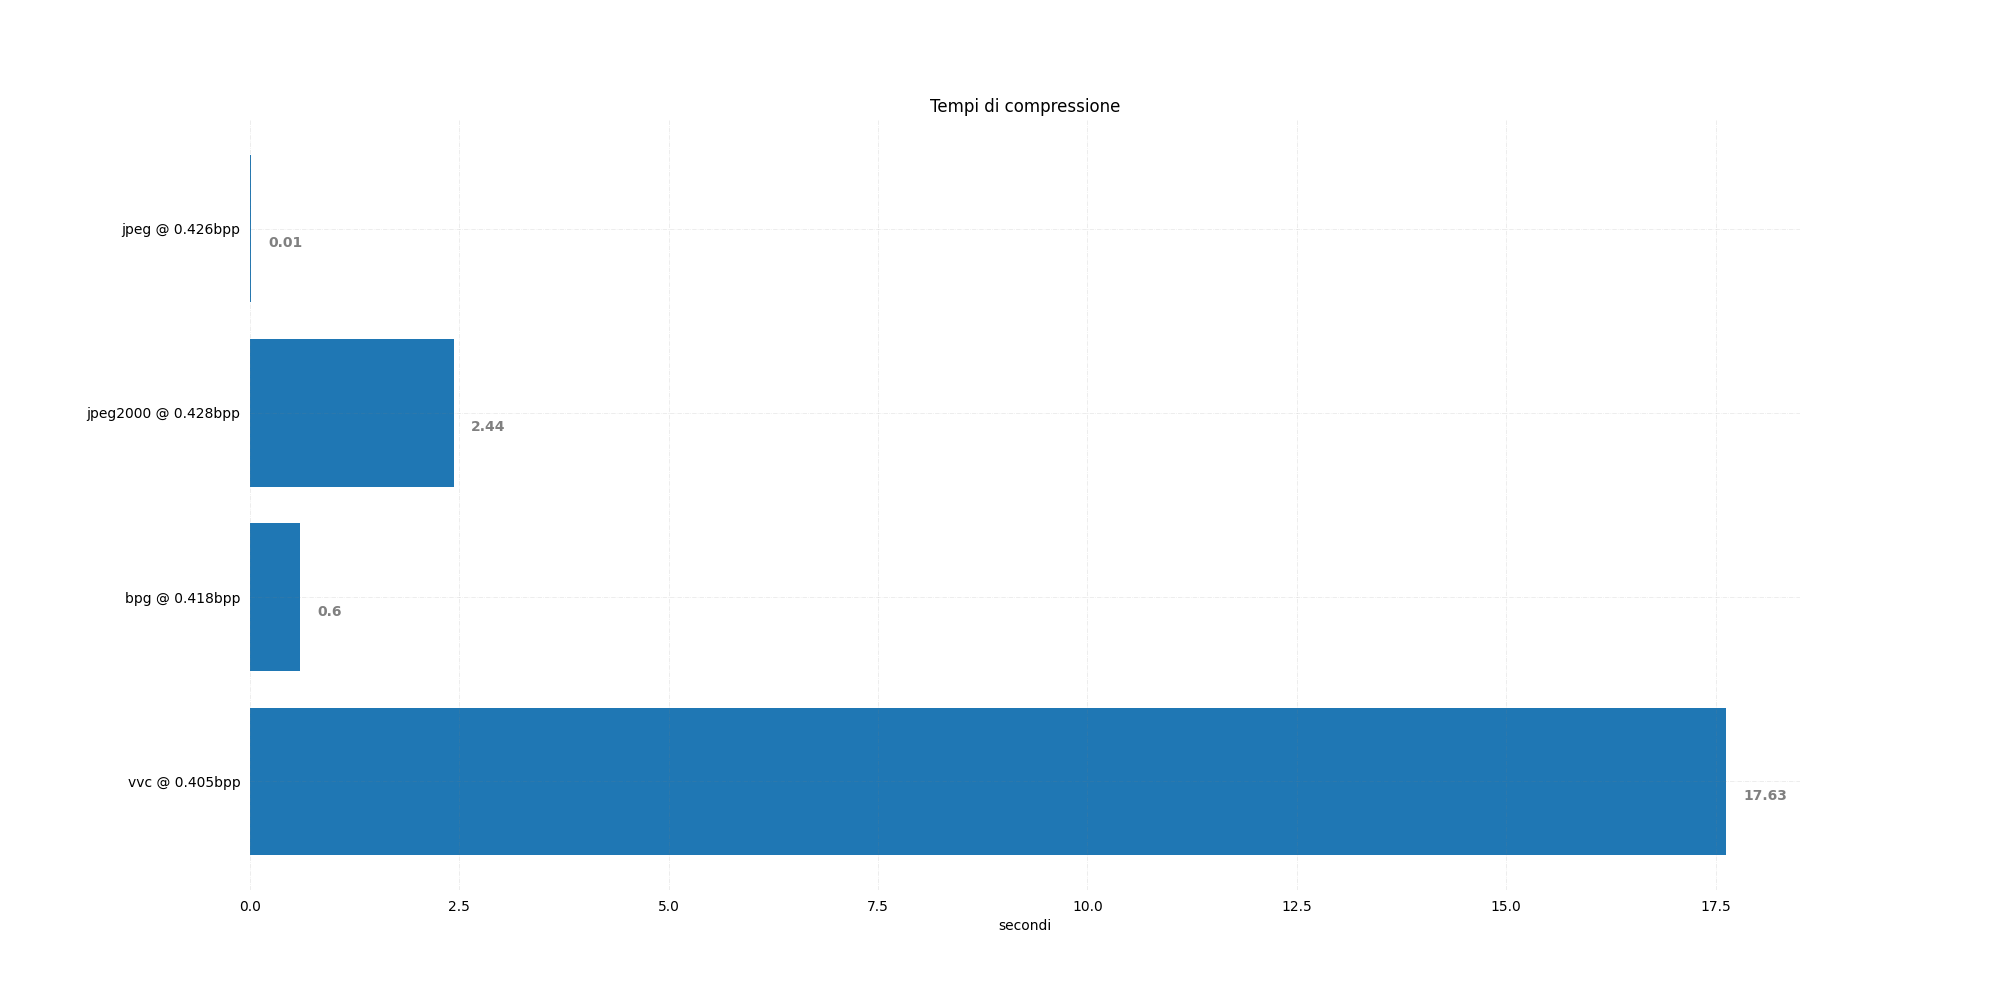 Tempi di compressione
jpeg @ 0.426bpp
0.01
jpeg2000 @ 0.428bpp
2.44
bpg @ 0.418bpp
0.6
vvc @ 0.405bpp
17.63
0.0 2.5 5.0 7.5 10.0 12.5 15.0 17.5
secondi